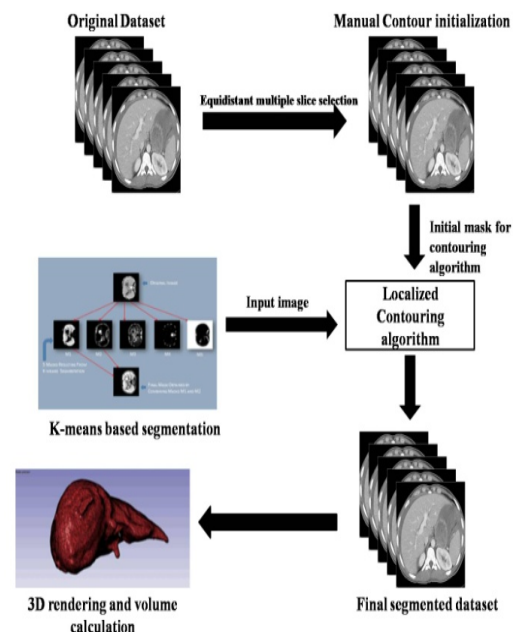 Original Dataset
Manual Contour initialization
Equidistant multiple slice selection
Initial mask for
contouring
algorithm
Input image
Localized
Contouring
algorithm
K-means based segmentation
3D rendering and volume
calculation
Final segmented dataset